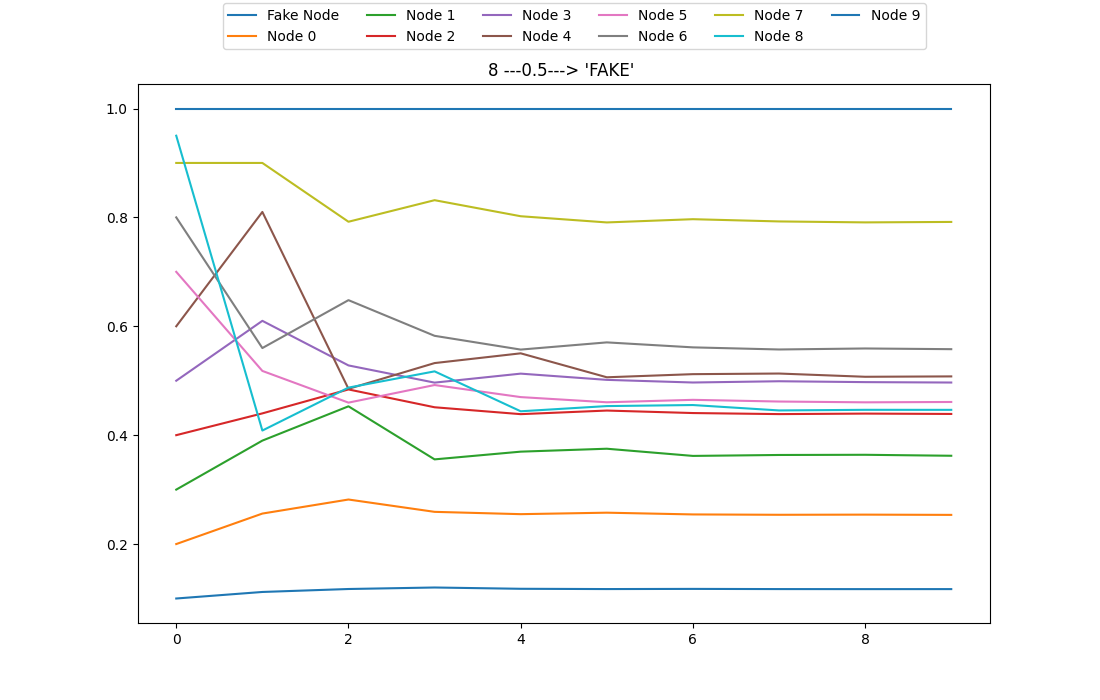 Fake Node Node 1 Node 3 Node 5 Node 7 Node 9
Node 0 Node 2 Node 4 Node 6 Node 8
8 ---0.5---> 'FAKE'
1.0
0.8
0.6
0.4
0.2
0 2 4 6 8